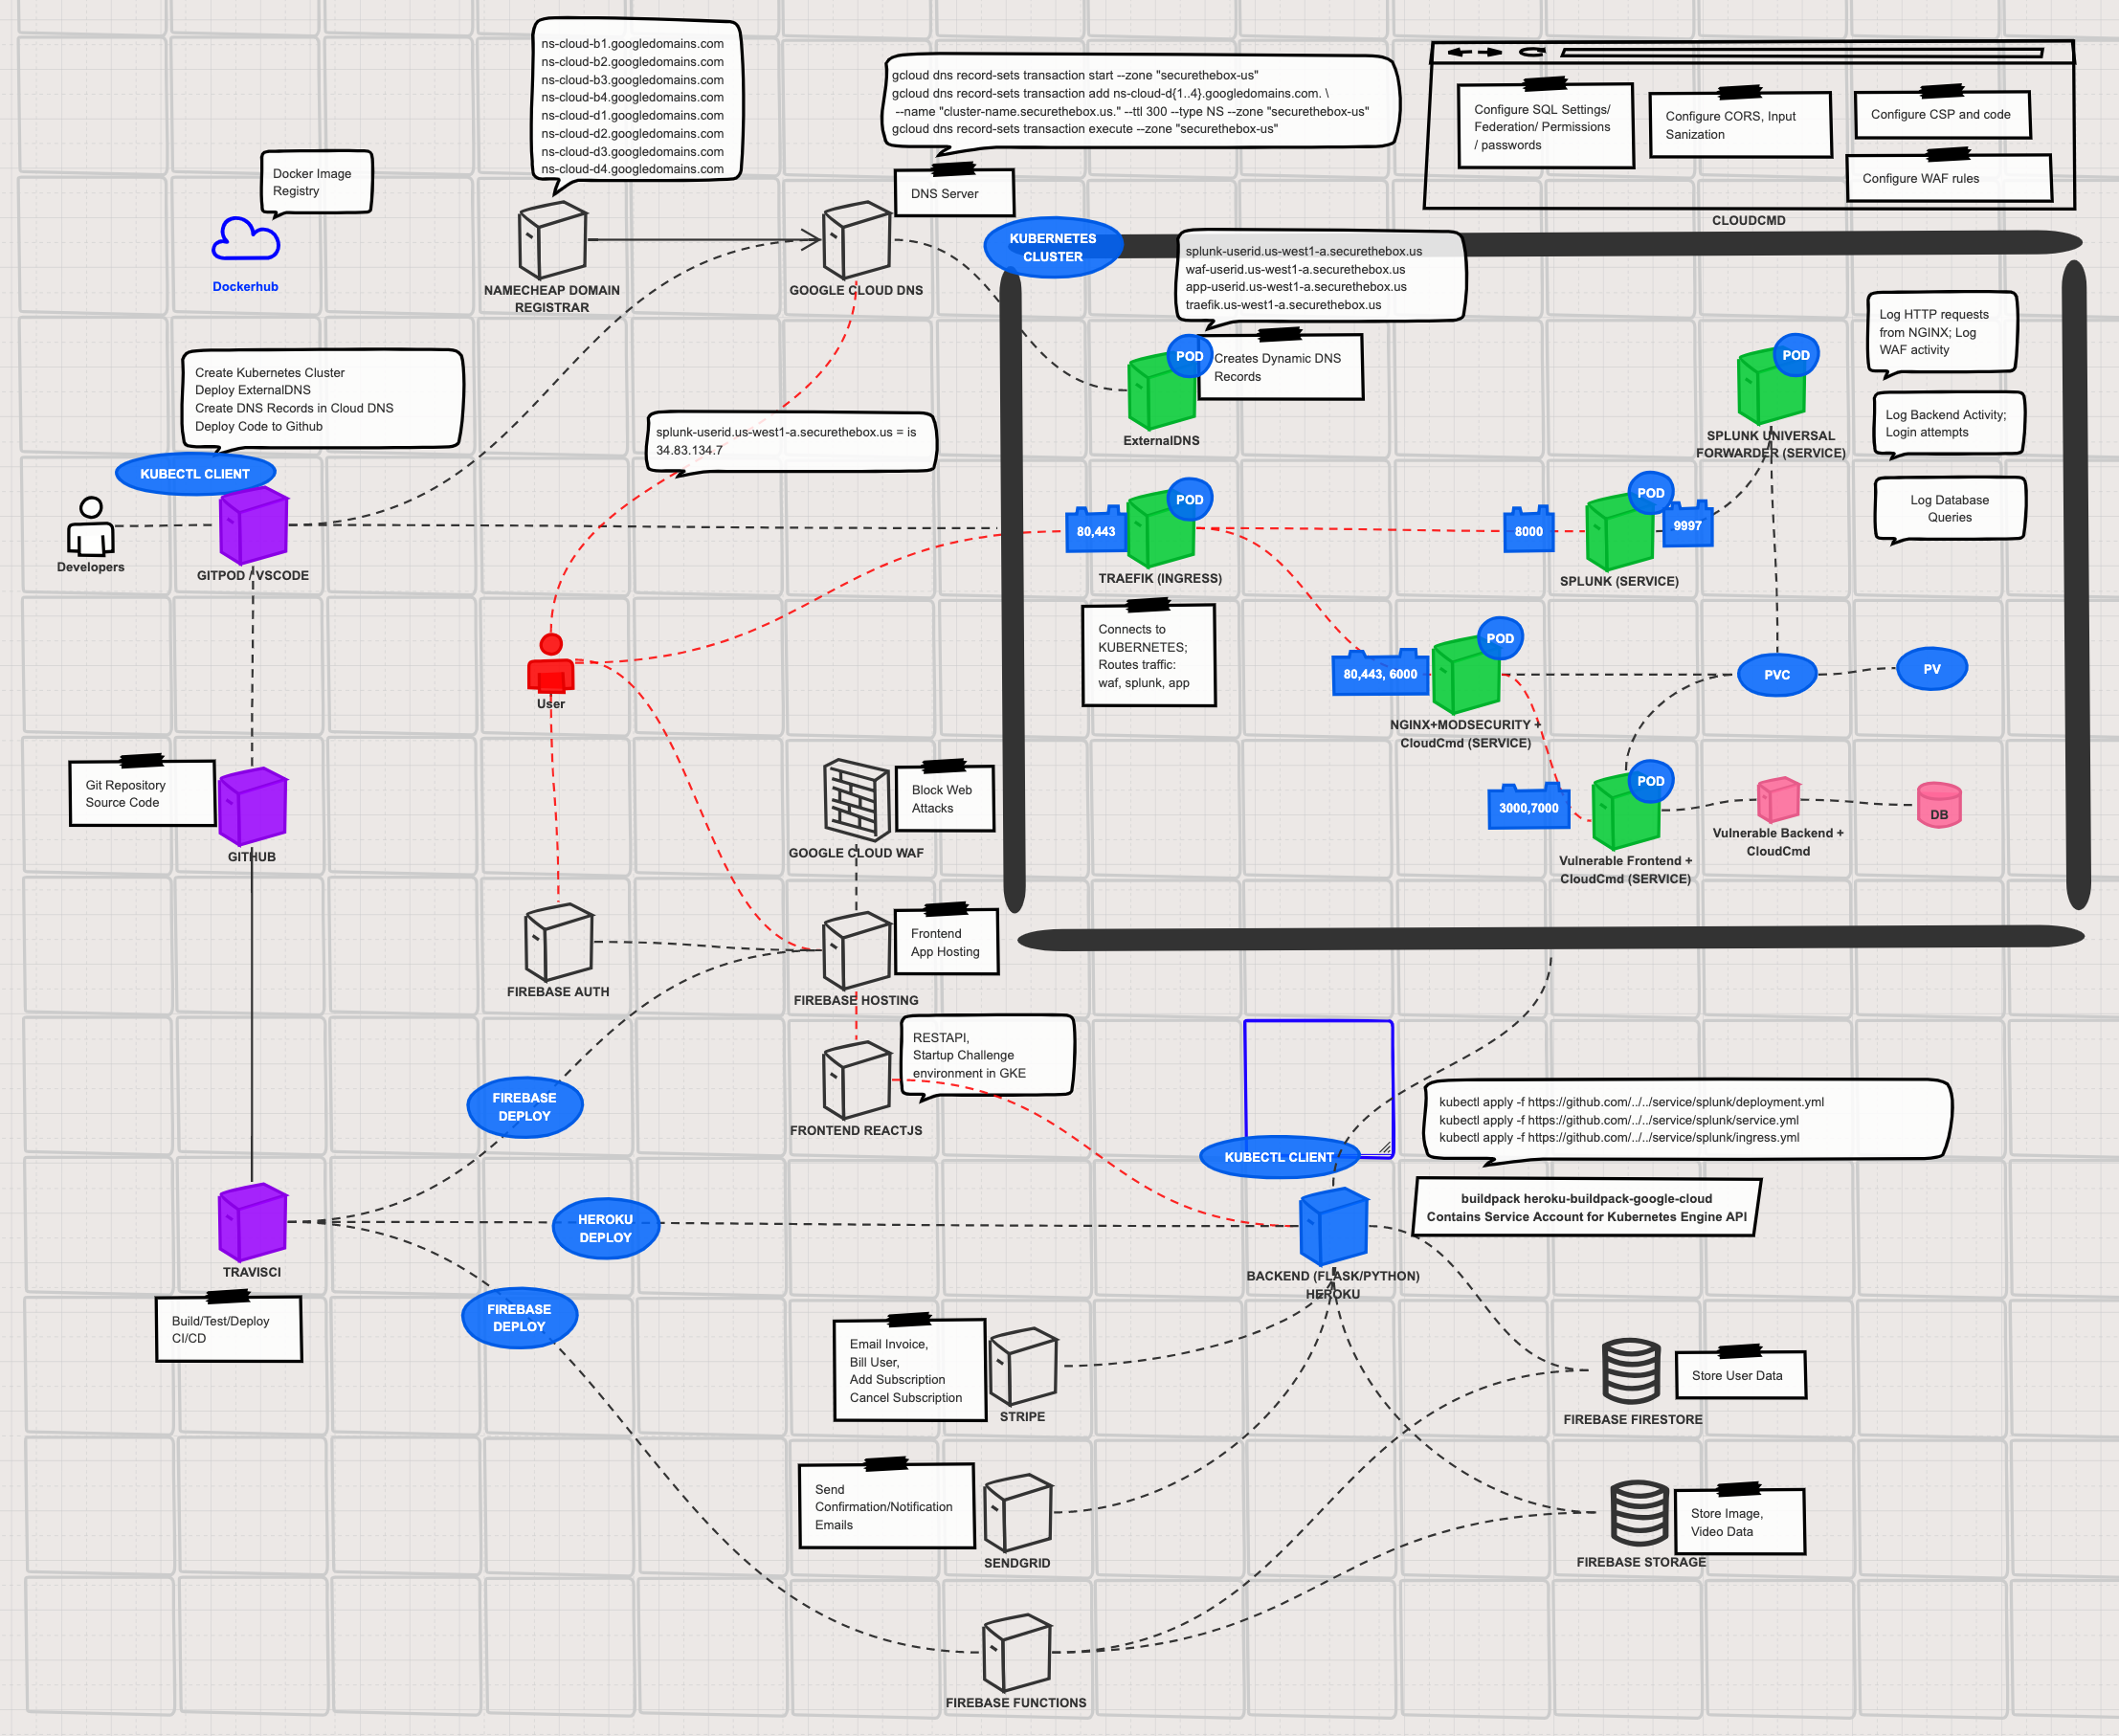 ns-cloud-b1.googledomains.com
ns-cloud-b2.googledomains.com
ns-cloud-b3.googledomains.com
ns-cloud-b4.googledomains.com
ns-cloud-d1.googledomains.com
ns-cloud-d2.googledomains.com
ns-cloud-d3.googledomains.com
ns-cloud-d4.googledomains.com
gcloud dns record-sets transaction start --zone "securethebox-us"
gcloud dns record-sets transaction add ns-cloud-d{1..4}.googledomains.com. \
--name "cluster-name.securethebox.us." --ttl 300 --type NS --zone "securethebox-us"
gcloud dns record-sets transaction execute --zone "securethebox-us"
Configure SQL Settings/
Federation/ Permissions
/ passwords
Configure CORS, Input
Sanization
Configure CSP and code
Configure WAF rules
CLOUDCMD
Docker Image
Registry
Dockerhub
NAMECHEAP DOMAIN
REGISTRAR
DNS Server
GOOGLE CLOUD DNS
KUBERNETES
CLUSTER
splunk-userid.us-west1-a.securethebox.us
waf-userid.us-west1-a.securethebox.us
app-userid.us-west1-a.securethebox.us
traefik.us-west1-a.securethebox.us
POD
Creates Dynamic DNS
Records
ExternalDNS
POD
SPLUNK UNIVERSAL
FORWARDER (SERVICE)
Log HTTP requests
from NGINX; Log
WAF activity
Log Backend Activity;
Login attempts
Log Database
Queries
Create Kubernetes Cluster
Deploy ExternalDNS
Create DNS Records in Cloud DNS
Deploy Code to Github
KUBECTL CLIENT
Developers
GITPOD / VSCODE
splunk-userid.us-west1-a.securethebox.us = is
34.83.134.7
80,443
POD
TRAEFIK (INGRESS)
8000
POD
9997
SPLUNK (SERVICE)
Connects to
KUBERNETES;
Routes traffic:
waf, splunk, app
User
80,443, 6000
POD
NGINX+MODSECURITY +
CloudCmd (SERVICE)
PVC
PV
Git Repository
Source Code
GITHUB
Block Web
Attacks
GOOGLE CLOUD WAF
3000,7000
POD
Vulnerable Frontend +
CloudCmd (SERVICE)
Vulnerable Backend +
CloudCmd
DB
FIREBASE AUTH
Frontend
App Hosting
FIREBASE HOSTING
RESTAPI,
Startup Challenge
environment in GKE
FRONTEND REACTJS
FIREBASE
DEPLOY
KUBECTL CLIENT
kubectl apply -f https://github.com/../../service/splunk/deployment.yml
kubectl apply -f https://github.com/../../service/splunk/service.yml
kubectl apply -f https://github.com/../../service/splunk/ingress.yml
buildpack heroku-buildpack-google-cloud
Contains Service Account for Kubernetes Engine API
HEROKU
DEPLOY
TRAVISCI
BACKEND (FLASK/PYTHON)
HEROKU
Build/Test/Deploy
CI/CD
FIREBASE
DEPLOY
Email Invoice,
Bill User,
Add Subscription
Cancel Subscription
STRIPE
Store User Data
FIREBASE FIRESTORE
Send
Confirmation/Notification
Emails
SENDGRID
Store Image,
Video Data
FIREBASE STORAGE
FIREBASE FUNCTIONS